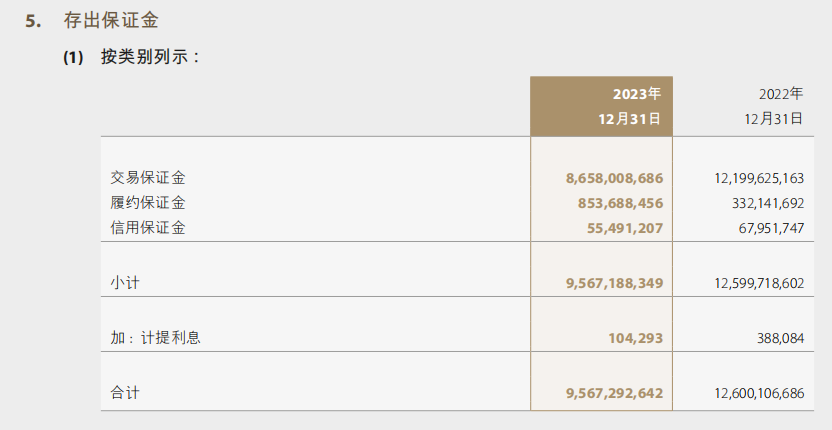 5. 存出保证金
(1) 按类别列示：
2023年 2022年
12月31日 12月31日
交易保证金 8,658,008,686 12,199,625,163
履约保证金 853,688,456 332,141,692
信用保证金 55,491,207 67,951,747
小计 9,567,188,349 12,599,718,602
加：计提利息 104,293 388,084
合计 9,567,292,642 12,600,106,686